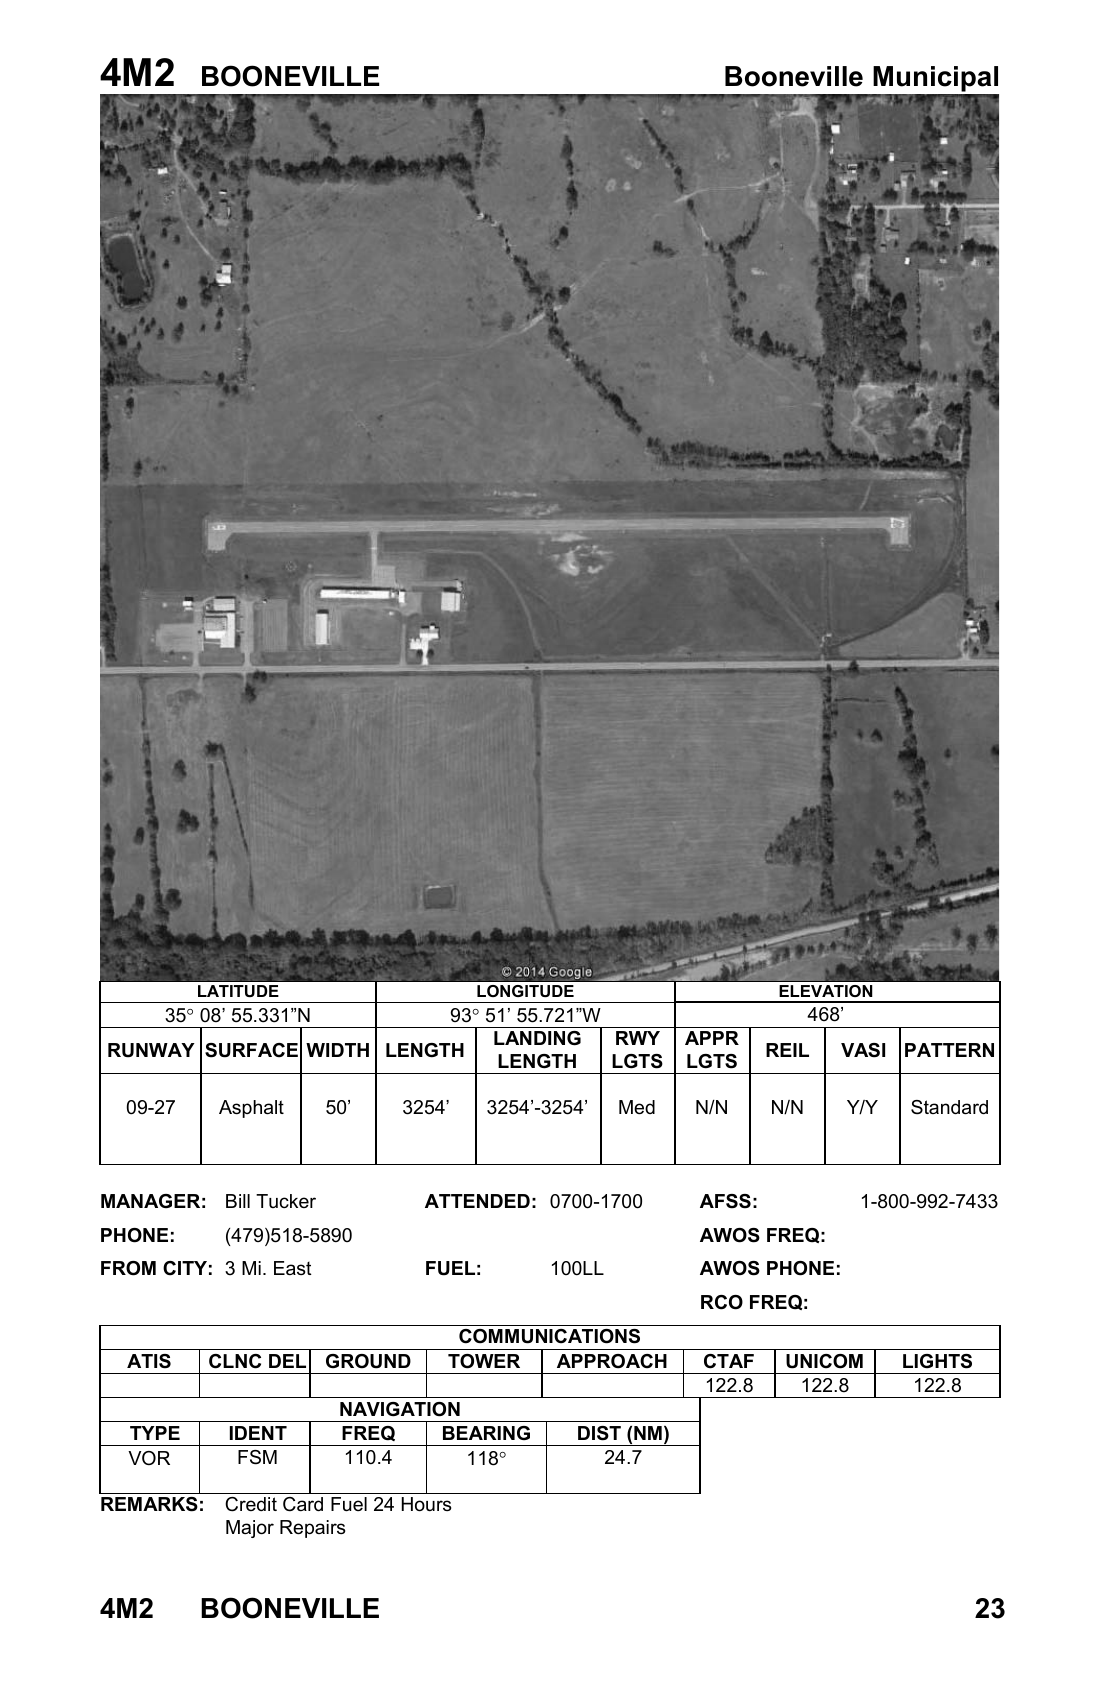 4M2 BOONEVILLE Booneville Municipal
9
27
© 2014 Google
LATITUDE LONGITUDE ELEVATION
35° 08’ 55.331”N 93° 51’ 55.721”W 468’
RUNWAY SURFACE WIDTH LENGTH LANDING LENGTH RWY LGTS APPR LGTS REIL VASI PATTERN
09-27 Asphalt 50’ 3254’ 3254’-3254’ Med N/N N/N Y/Y Standard
MANAGER: Bill Tucker ATTENDED: 0700-1700 AFSS: 1-800-992-7433
PHONE: (479)518-5890 AWOS FREQ:
FROM CITY: 3 Mi. East FUEL: 100LL AWOS PHONE:
RCO FREQ:
COMMUNICATIONS
ATIS CLNC DEL GROUND TOWER APPROACH CTAF UNICOM LIGHTS
122.8 122.8 122.8
NAVIGATION
TYPE IDENT FREQ BEARING DIST (NM)
VOR FSM 110.4 118° 24.7
REMARKS: Credit Card Fuel 24 Hours
Major Repairs
4M2 BOONEVILLE 23